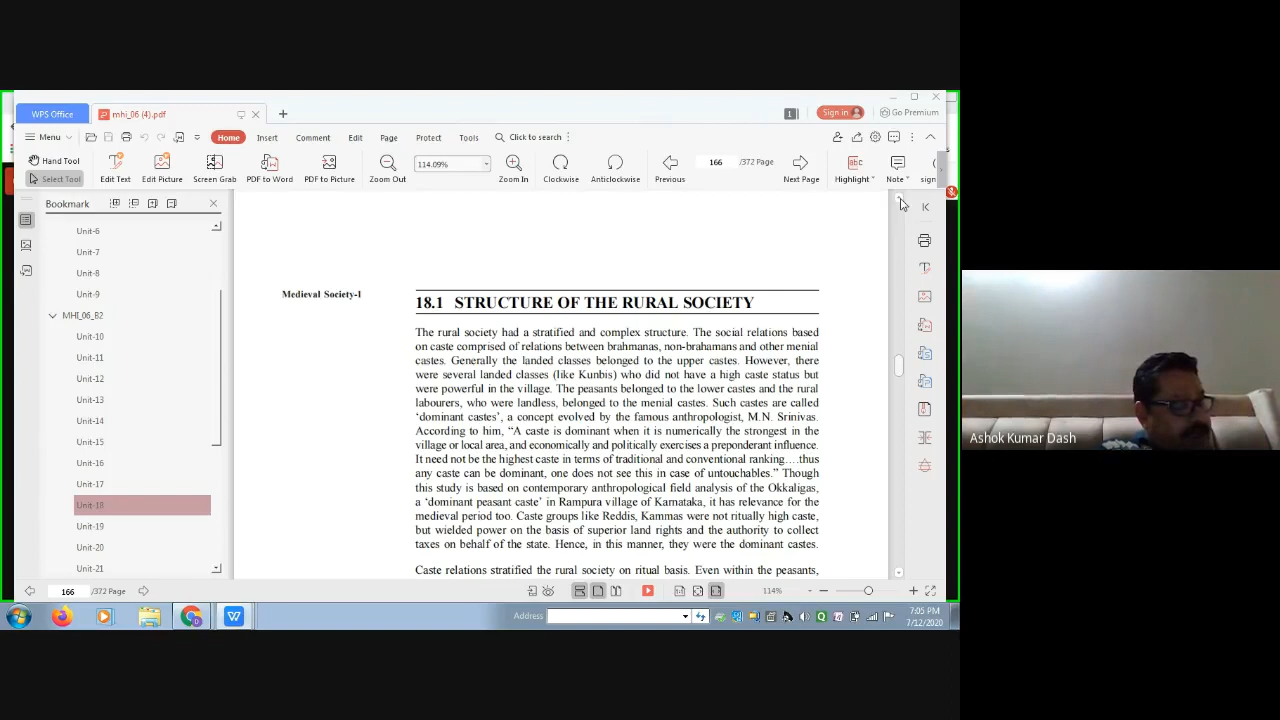 WPS Office
mhi_06 (4).pdf
1
Sign in
Go Premium
Menu
Home
Insert
Comment
Edit
Page
Protect
Tools
Click to search
Hand Tool
Select Tool
Edit Text
Edit Picture
Screen Grab
PDF to Word
PDF to Picture
Zoom Out
114.09%
Zoom In
Clockwise
Anticlockwise
Previous
166
/372 Page
Next Page
Highlight
Note
sign
Bookmark
Unit-6
Unit-7
Unit-8
Unit-9
MHI_06_B2
Unit-10
Unit-11
Unit-12
Unit-13
Unit-14
Unit-15
Unit-16
Unit-17
Unit-18
Unit-19
Unit-20
Unit-21
Medieval Society-I
18.1 STRUCTURE OF THE RURAL SOCIETY
The rural society had a stratified and complex structure. The social relations based
on caste comprised of relations between brahmanas, non-brahamans and other menial
castes. Generally the landed classes belonged to the upper castes. However, there
were several landed classes (like Kunbis) who did not have a high caste status but
were powerful in the village. The peasants belonged to the lower castes and the rural
labourers, who were landless, belonged to the menial castes. Such castes are called
‘dominant castes’, a concept evolved by the famous anthropologist, M.N. Srinivas.
According to him, “A caste is dominant when it is numerically the strongest in the
village or local area, and economically and politically exercises a preponderant influence.
It need not be the highest caste in terms of traditional and conventional ranking….thus
any caste can be dominant, one does not see this in case of untouchables.” Though
this study is based on contemporary anthropological field analysis of the Okkaligas,
a ‘dominant peasant caste’ in Rampura village of Karnataka, it has relevance for the
medieval period too. Caste groups like Reddis, Kammas were not ritually high caste,
but wielded power on the basis of superior land rights and the authority to collect
taxes on behalf of the state. Hence, in this manner, they were the dominant castes.
Caste relations stratified the rural society on ritual basis. Even within the peasants,
166
/372 Page
114%
Address
7:05 PM
7/12/2020
Ashok Kumar Dash